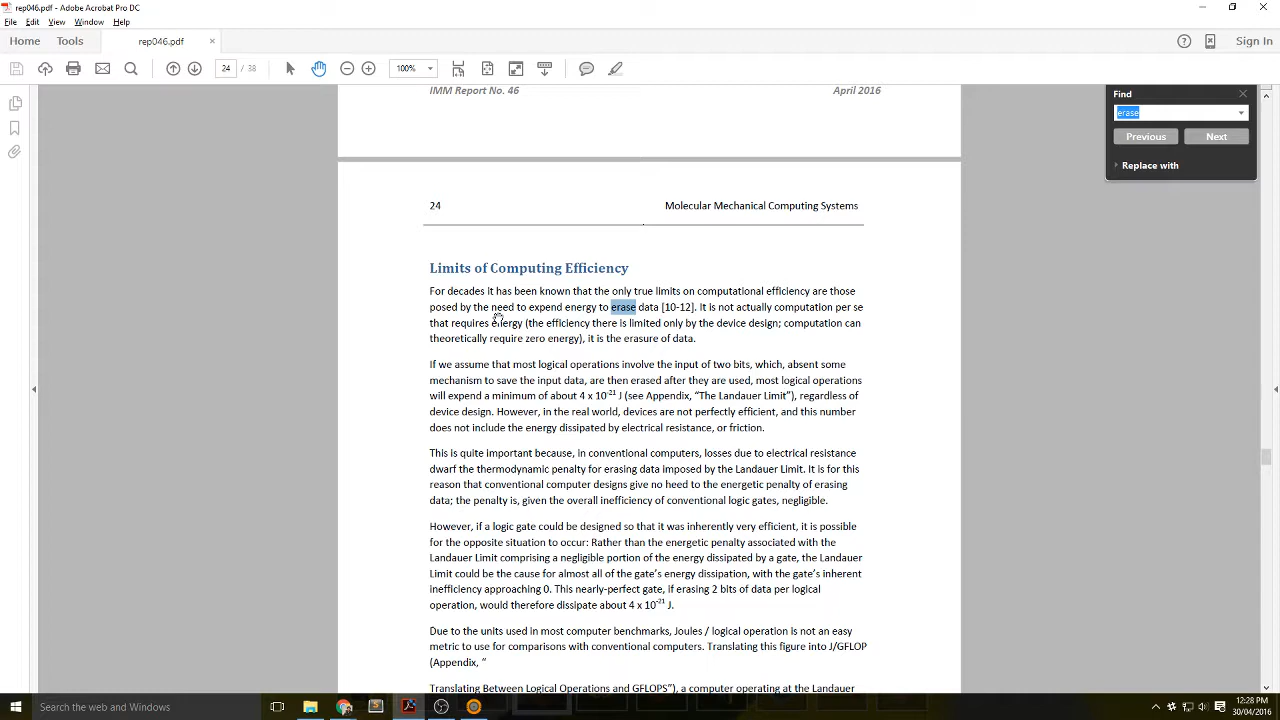 rep046.pdf - Adobe Acrobat Pro DC
File Edit View Window Help
Home Tools rep046.pdf × Sign In
24 / 38 100%
IMM Report No. 46 April 2016
Find
erase
Previous Next
Replace with
24 Molecular Mechanical Computing Systems
Limits of Computing Efficiency
For decades it has been known that the only true limits on computational efficiency are those
posed by the need to expend energy to erase data [10-12]. It is not actually computation per se
that requires energy (the efficiency there is limited only by the device design; computation can
theoretically require zero energy), it is the erasure of data.
If we assume that most logical operations involve the input of two bits, which, absent some
mechanism to save the input data, are then erased after they are used, most logical operations
will expend a minimum of about 4 x 10⁻²¹ J (see Appendix, “The Landauer Limit”), regardless of
device design. However, in the real world, devices are not perfectly efficient, and this number
does not include the energy dissipated by electrical resistance, or friction.
This is quite important because, in conventional computers, losses due to electrical resistance
dwarf the thermodynamic penalty for erasing data imposed by the Landauer Limit. It is for this
reason that conventional computer designs give no heed to the energetic penalty of erasing
data; the penalty is, given the overall inefficiency of conventional logic gates, negligible.
However, if a logic gate could be designed so that it was inherently very efficient, it is possible
for the opposite situation to occur: Rather than the energetic penalty associated with the
Landauer Limit comprising a negligible portion of the energy dissipated by a gate, the Landauer
Limit could be the cause for almost all of the gate’s energy dissipation, with the gate’s inherent
inefficiency approaching 0. This nearly-perfect gate, if erasing 2 bits of data per logical
operation, would therefore dissipate about 4 x 10⁻²¹ J.
Due to the units used in most computer benchmarks, Joules / logical operation is not an easy
metric to use for comparisons with conventional computers. Translating this figure into J/GFLOP
(Appendix, “
Translating Between Logical Operations and GFLOPS”), a computer operating at the Landauer
Search the web and Windows
12:28 PM
30/04/2016